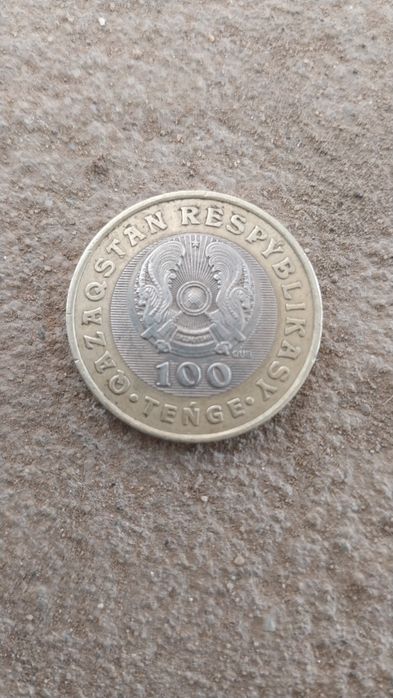 QAZAQSTAN RESPÝBLIKASY
100
· TEŃGE ·